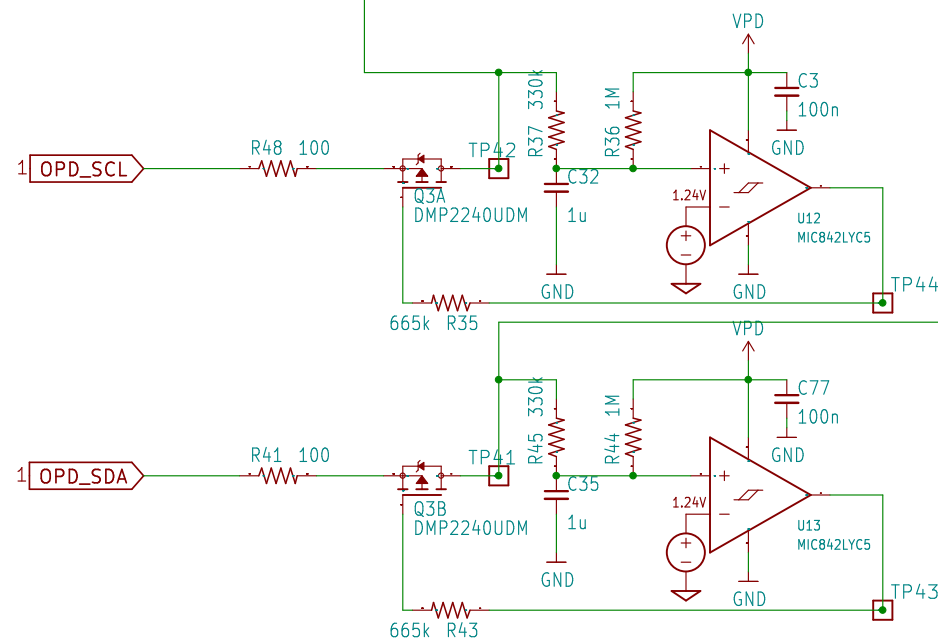 VPD
330k
1M
C3
100n
R48 100
TP42
R37
R36
GND
1 OPD_SCL
C32
Q3A
1.24V
DMP2240UDM
1u
U12
MIC842LYC5
GND
GND
TP44
665k R35
VPD
330k
1M
C77
100n
R41 100
TP41
R45
R44
GND
1 OPD_SDA
C35
Q3B
1.24V
DMP2240UDM
1u
U13
MIC842LYC5
GND
GND
TP43
665k R43